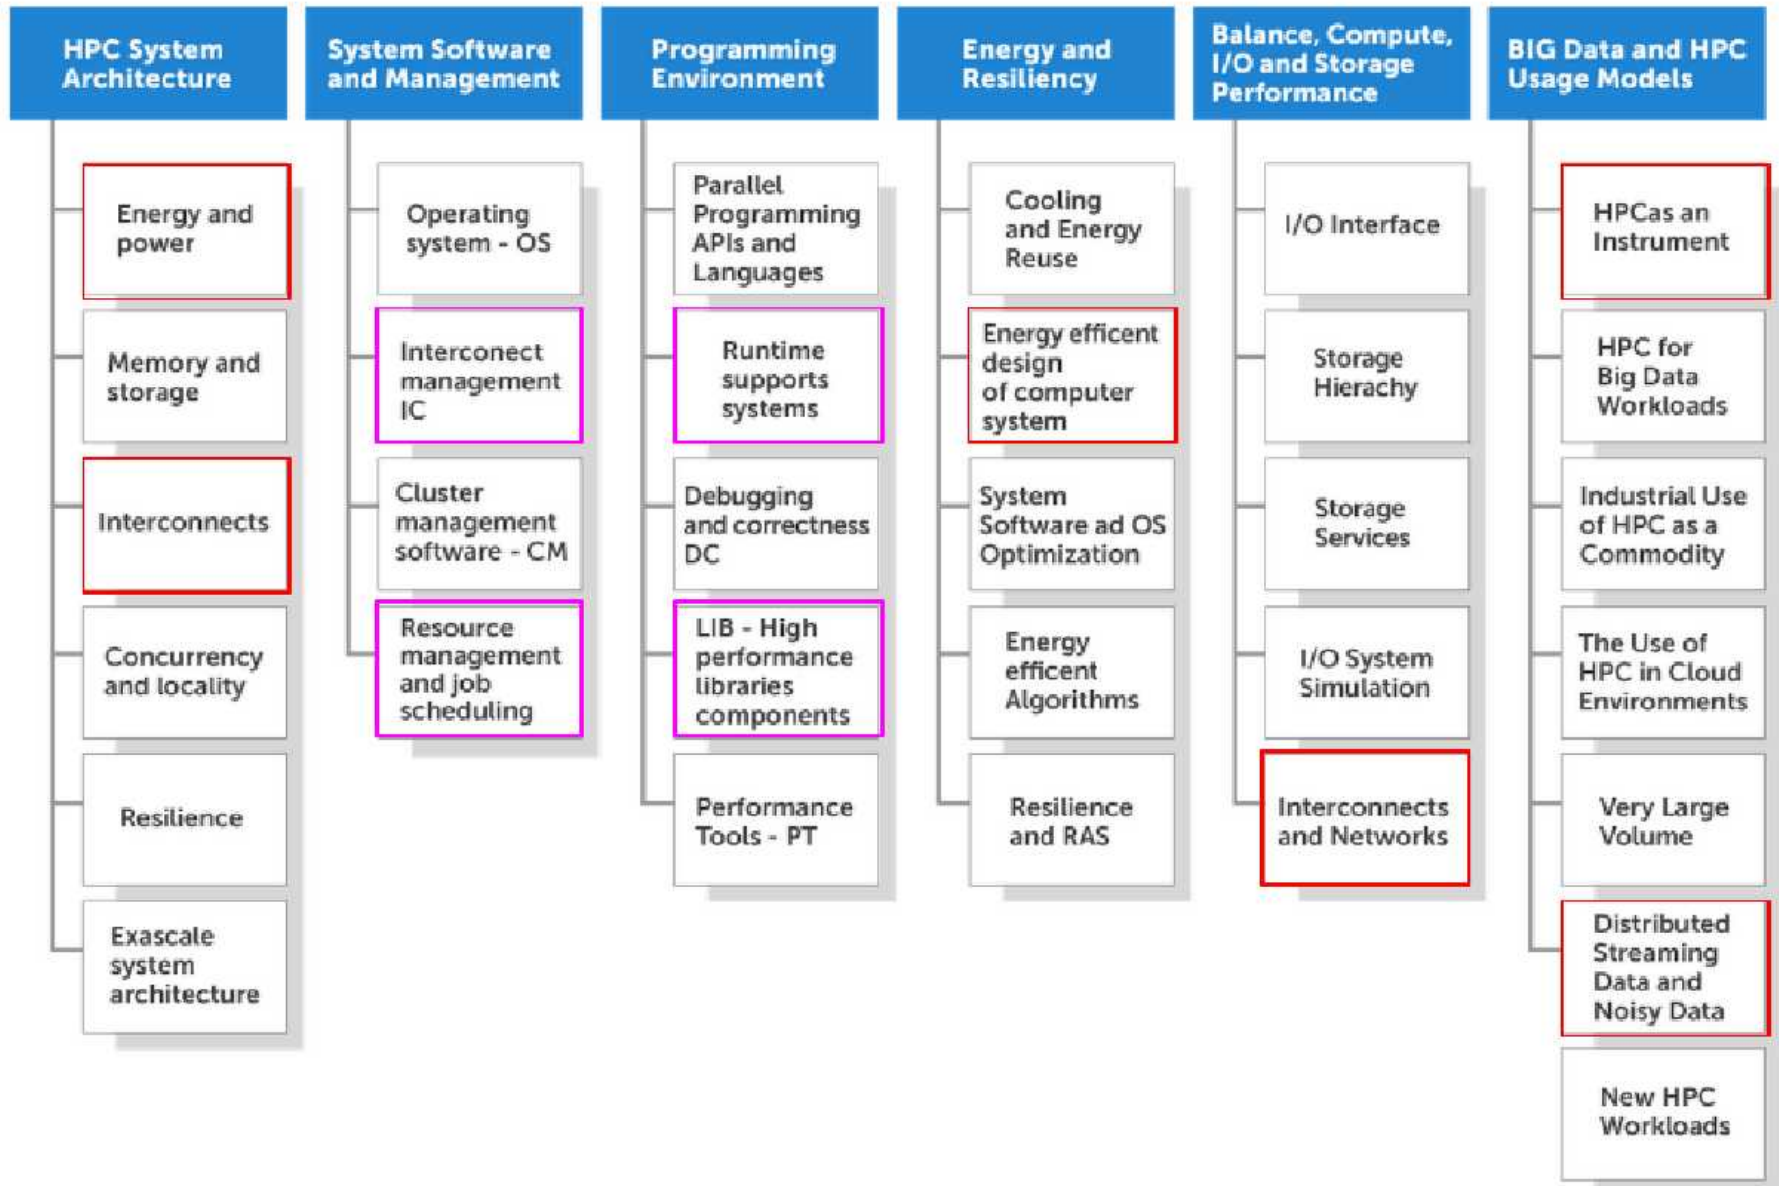 HPC System
Architecture
Energy and
power
Memory and
storage
Interconnects
Concurrency
and locality
Resilience
Exascale
system
architecture
System Software
and Management
Operating
system - OS
Interconect
management
IC
Cluster
management
software - CM
Resource
management
and job
scheduling
Programming
Environment
Parallel
Programming
APIs and
Languages
Runtime
supports
systems
Debugging
and correctness
DC
LIB - High
performance
libraries
components
Performance
Tools - PT
Energy and
Resiliency
Cooling
and Energy
Reuse
Energy efficent
design
of computer
system
System
Software ad OS
Optimization
Energy
efficent
Algorithms
Resilience
and RAS
Balance, Compute,
I/O and Storage
Performance
I/O Interface
Storage
Hierachy
Storage
Services
I/O System
Simulation
Interconnects
and Networks
BIG Data and HPC
Usage Models
HPCas an
Instrument
HPC for
Big Data
Workloads
Industrial Use
of HPC as a
Commodity
The Use of
HPC in Cloud
Environments
Very Large
Volume
Distributed
Streaming
Data and
Noisy Data
New HPC
Workloads